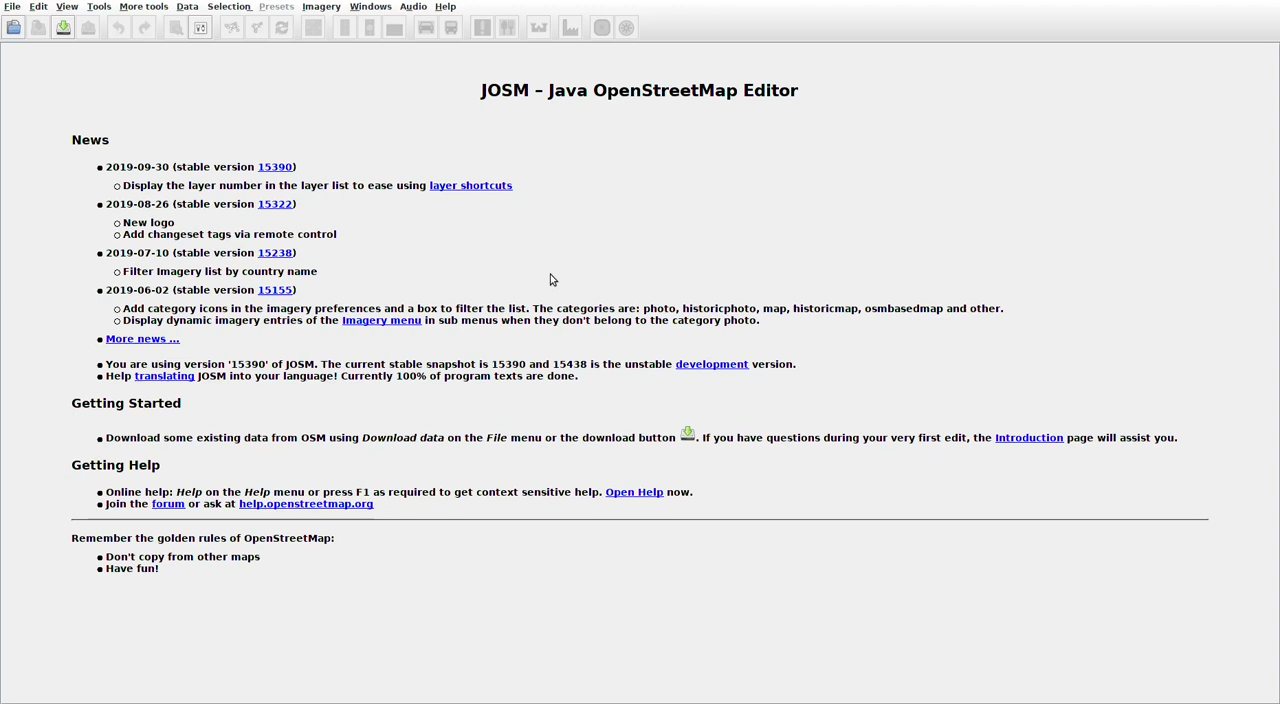 File Edit View Tools More tools Data Selection Presets Imagery Windows Audio Help
JOSM – Java OpenStreetMap Editor
News
2019-09-30 (stable version 15390)
Display the layer number in the layer list to ease using layer shortcuts
2019-08-26 (stable version 15322)
New logo
Add changeset tags via remote control
2019-07-10 (stable version 15238)
Filter Imagery list by country name
2019-06-02 (stable version 15155)
Add category icons in the imagery preferences and a box to filter the list. The categories are: photo, historicphoto, map, historicmap, osmbasedmap and other.
Display dynamic imagery entries of the Imagery menu in sub menus when they don't belong to the category photo.
More news ...
You are using version '15390' of JOSM. The current stable snapshot is 15390 and 15438 is the unstable development version.
Help translating JOSM into your language! Currently 100% of program texts are done.
Getting Started
Download some existing data from OSM using Download data on the File menu or the download button . If you have questions during your very first edit, the Introduction page will assist you.
Getting Help
Online help: Help on the Help menu or press F1 as required to get context sensitive help. Open Help now.
Join the forum or ask at help.openstreetmap.org
Remember the golden rules of OpenStreetMap:
Don't copy from other maps
Have fun!